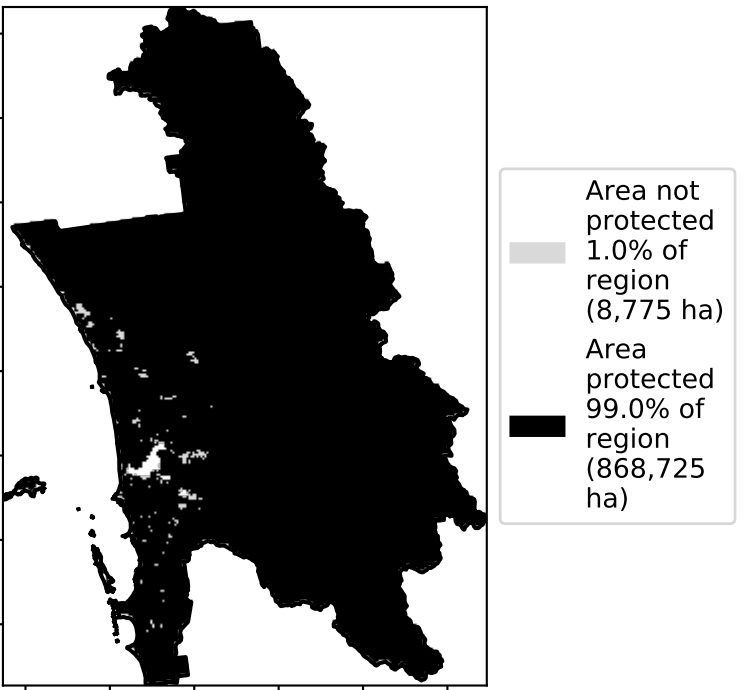 Area not
protected
1.0% of
region
(8,775 ha)
Area
protected
99.0% of
region
(868,725
ha)